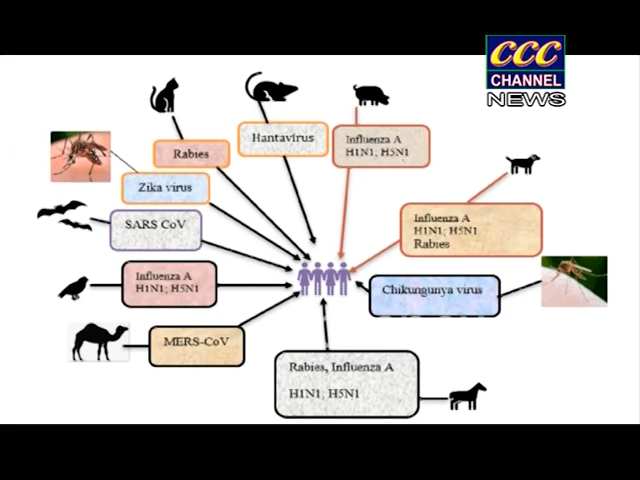 CCC
CHANNEL
NEWS
Hantavirus
Influenza A
H1N1; H5N1
Rabies
Zika virus
SARS CoV
Influenza A
H1N1; H5N1
Rabies
Influenza A
H1N1; H5N1
Chikungunya virus
MERS-CoV
Rabies, Influenza A
H1N1; H5N1